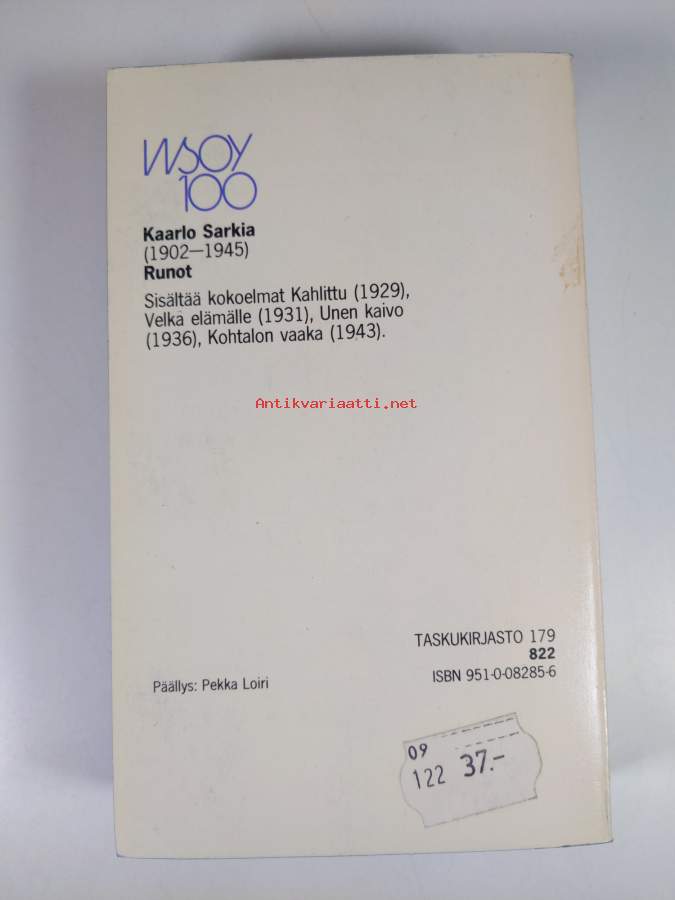 WSOY
100
Kaarlo Sarkia
(1902—1945)
Runot
Sisältää kokoelmat Kahlittu (1929),
Velka elämälle (1931), Unen kaivo
(1936), Kohtalon vaaka (1943).
Antikvariaatti.net
TASKUKIRJASTO 179
822
ISBN 951-0-08285-6
Päällys: Pekka Loiri
09
122 37.-